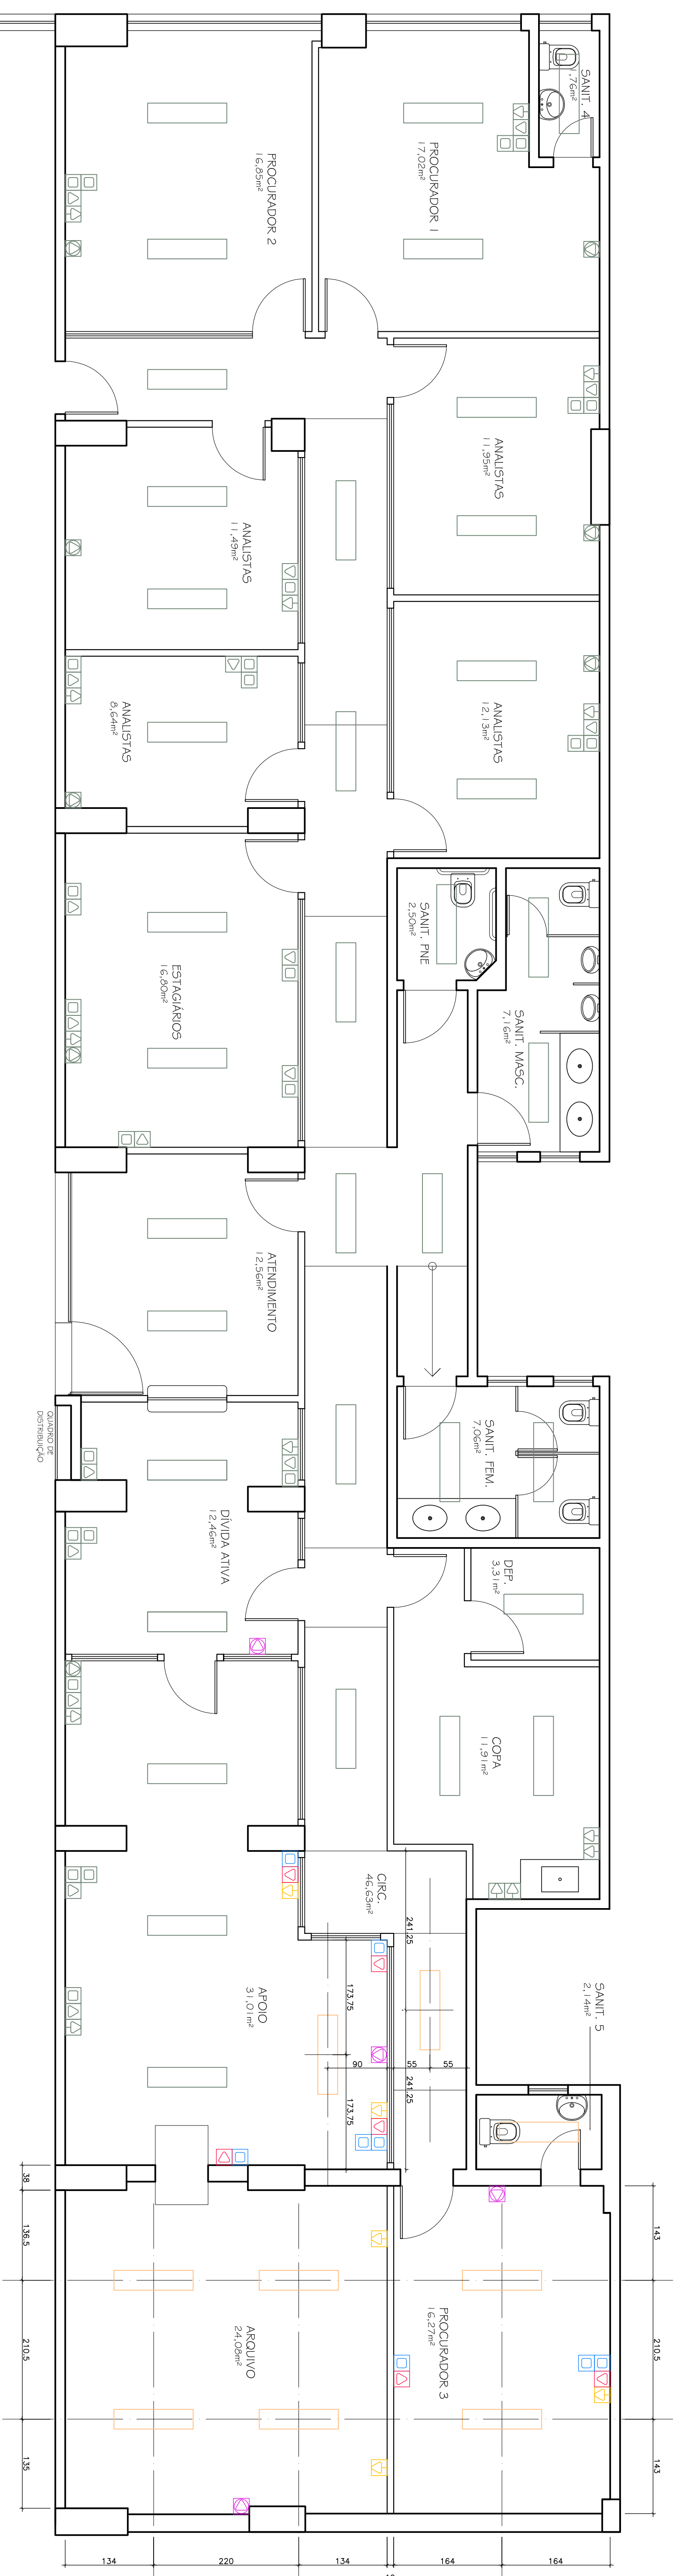 SANIT. 4
1,76m²
PROCURADOR 1
17,02m²
PROCURADOR 2
16,85m²
ANALISTAS
11,95m²
ANALISTAS
11,49m²
ANALISTAS
12,13m²
ANALISTAS
8,64m²
SANIT. PNE
2,50m²
SANIT. MASC.
7,16m²
ESTAGIÁRIOS
16,80m²
ATENDIMENTO
12,56m²
QUADRO DE
DISTRIBUIÇÃO
SANIT. FEM.
7,06m²
DÍVIDA ATIVA
12,46m²
DEP.
3,31m²
COPA
11,91m²
CIRC.
46,63m²
SANIT. 5
2,14m²
APOIO
31,01m²
241,25
173,75
90
55
55
241,25
173,75
38
136,5
210,5
135
143
210,5
143
PROCURADOR 3
16,27m²
ARQUIVO
24,08m²
134
220
134
164
164